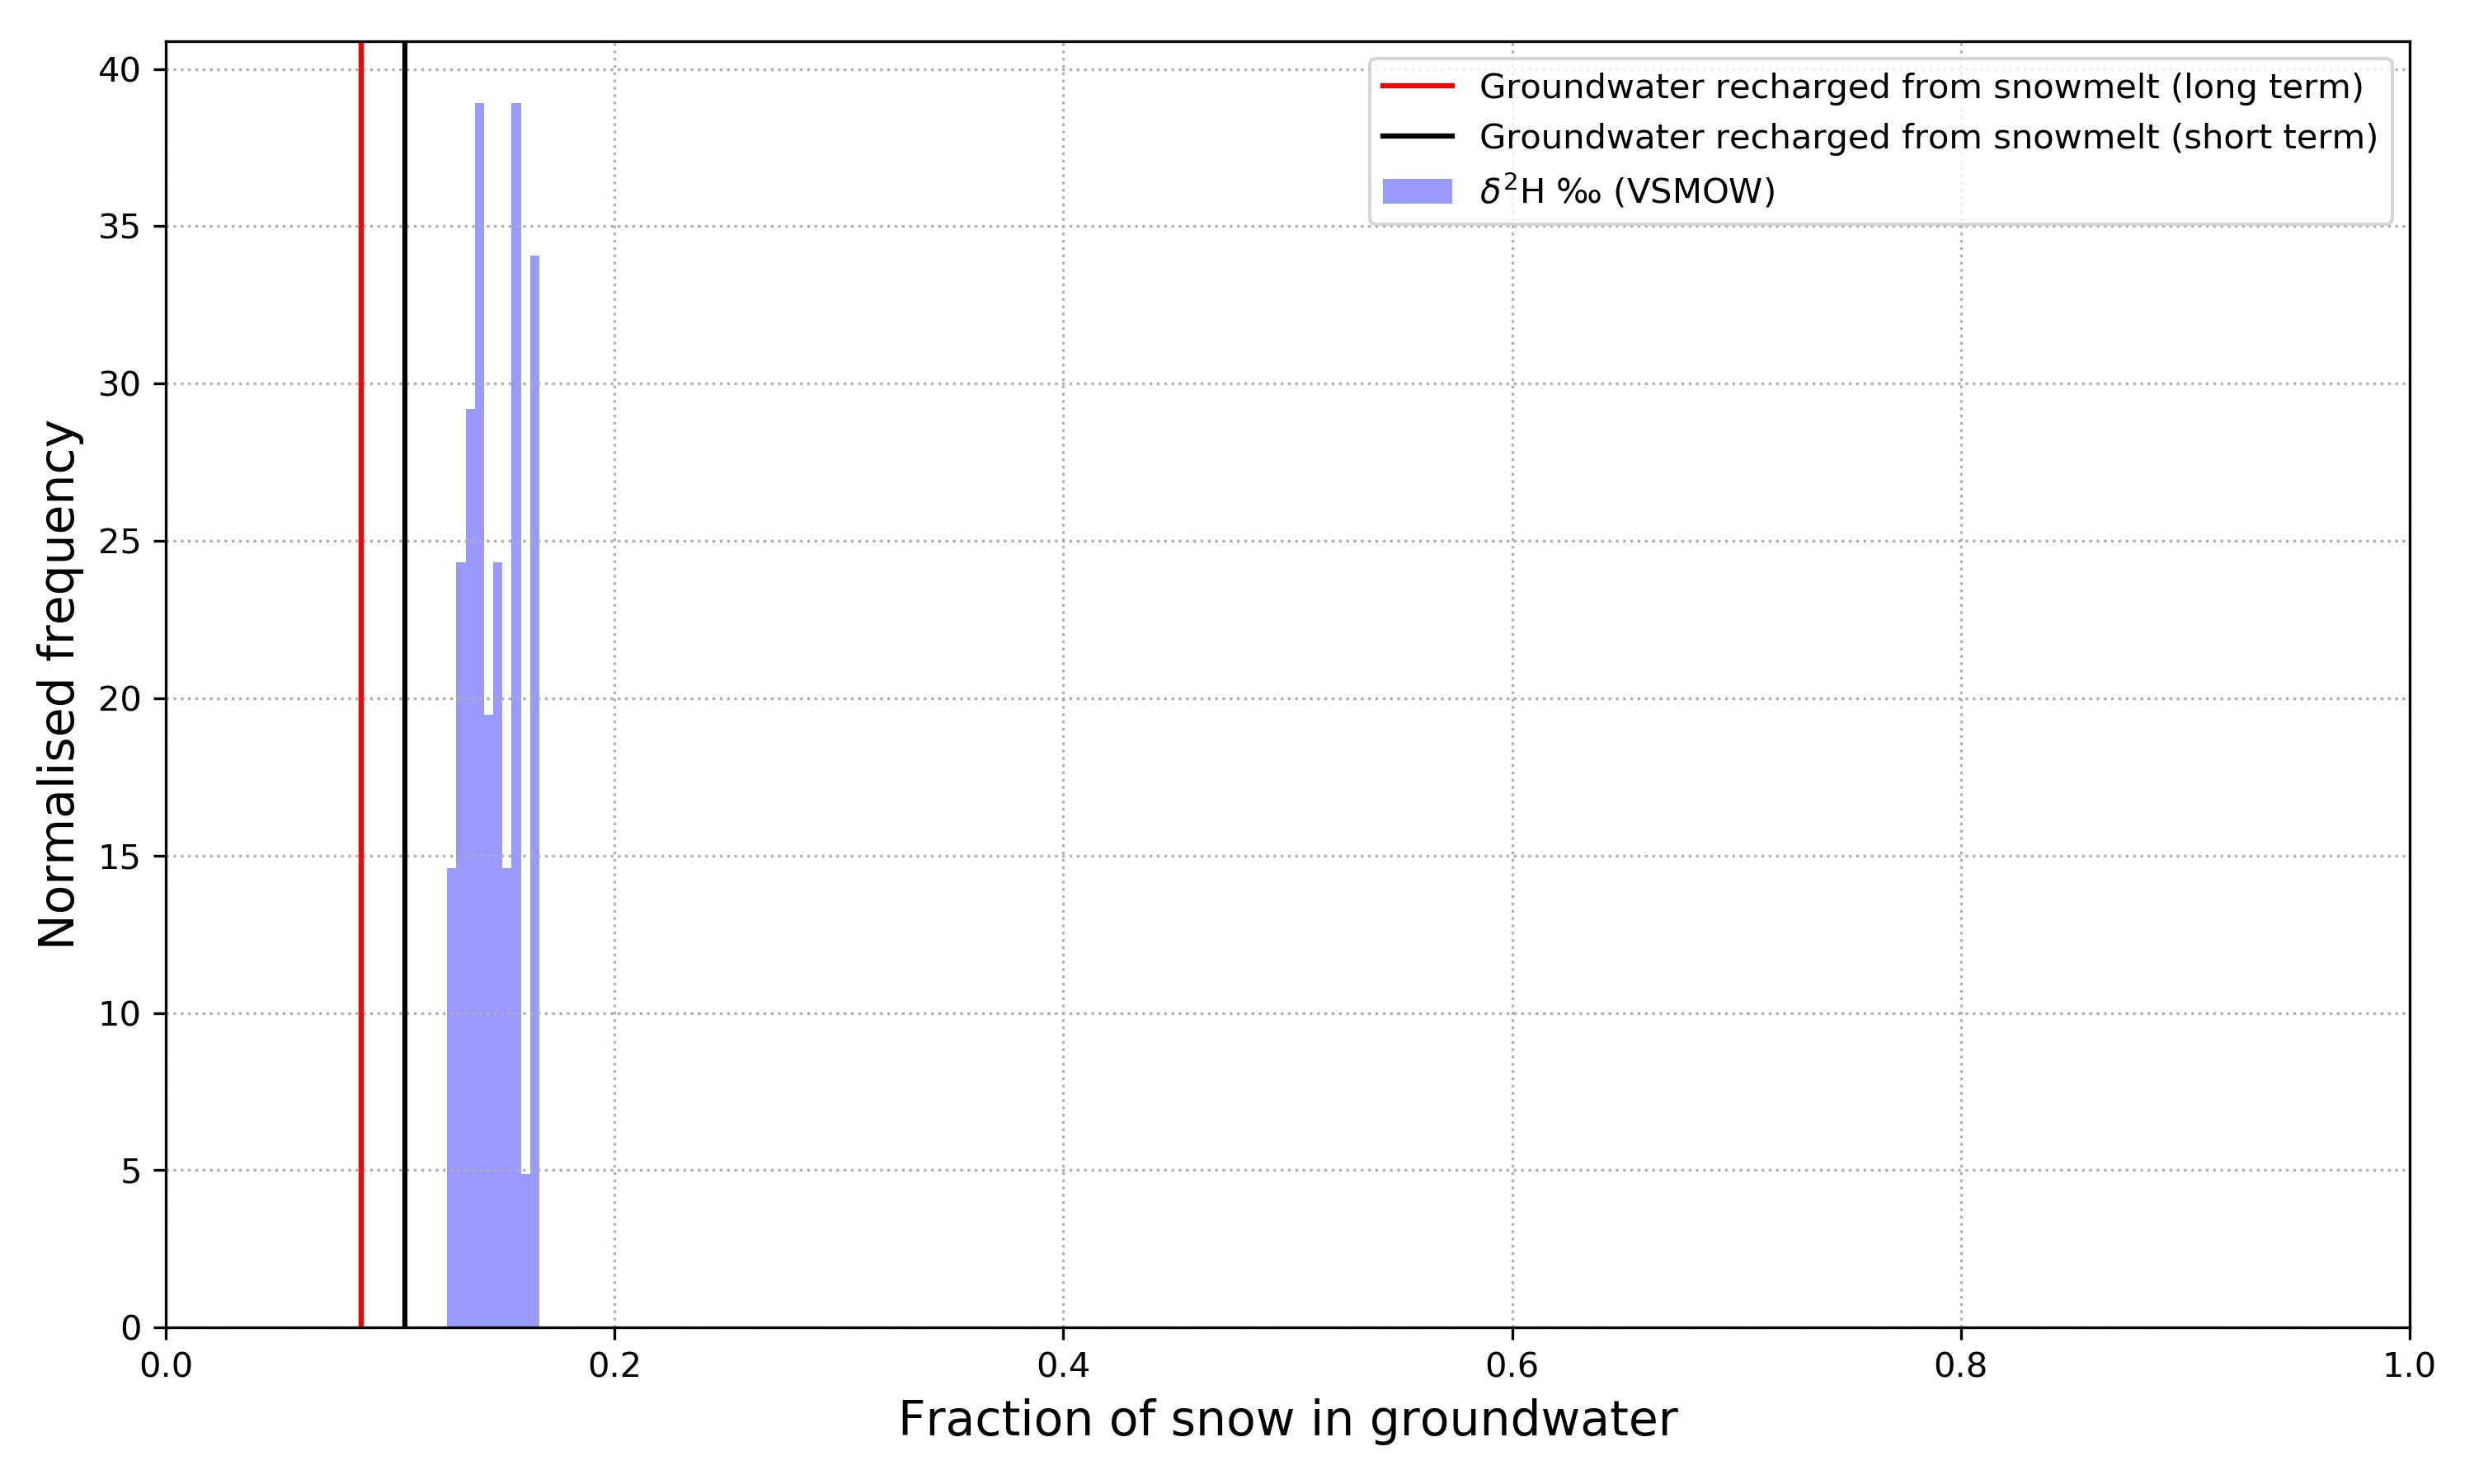 Groundwater recharged from snowmelt (long term)
Groundwater recharged from snowmelt (short term)
δ²H ‰ (VSMOW)
Normalised frequency
40
35
30
25
20
15
10
5
0
0.0 0.2 0.4 0.6 0.8 1.0
Fraction of snow in groundwater